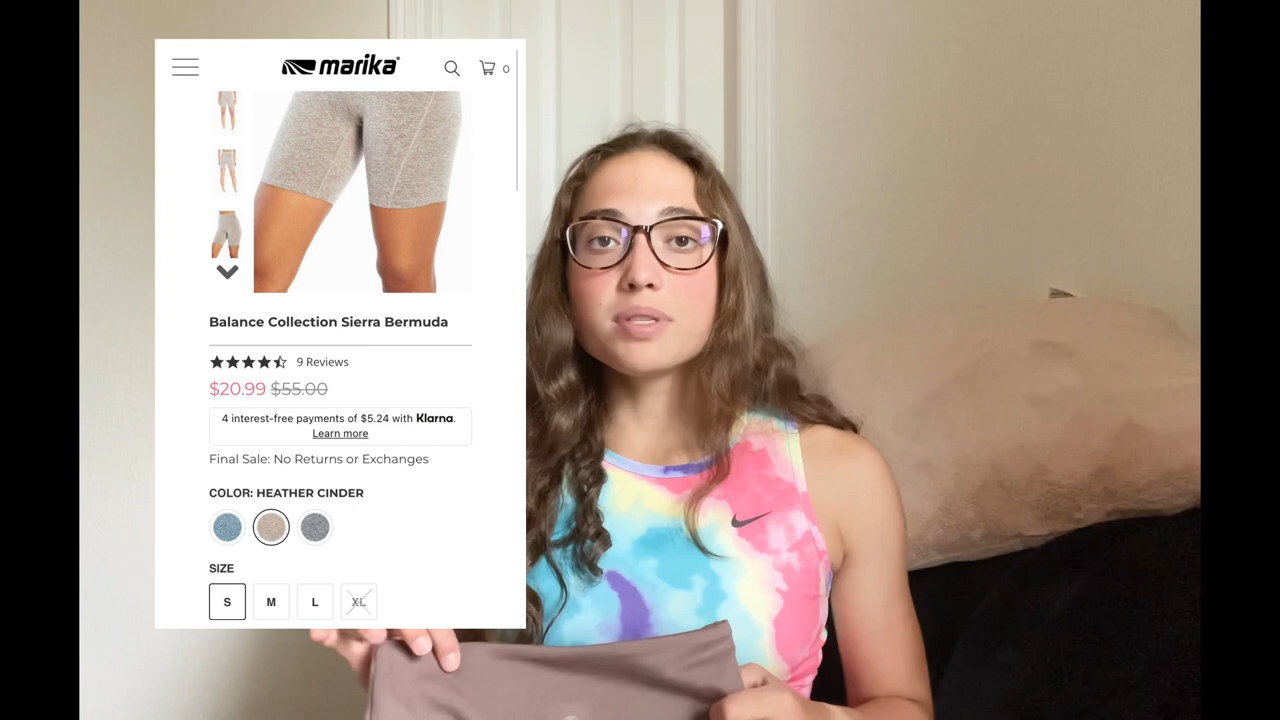 marika
0
Balance Collection Sierra Bermuda
9 Reviews
$20.99 $55.00
4 interest-free payments of $5.24 with Klarna.
Learn more
Final Sale: No Returns or Exchanges
COLOR: HEATHER CINDER
SIZE
S M L XL